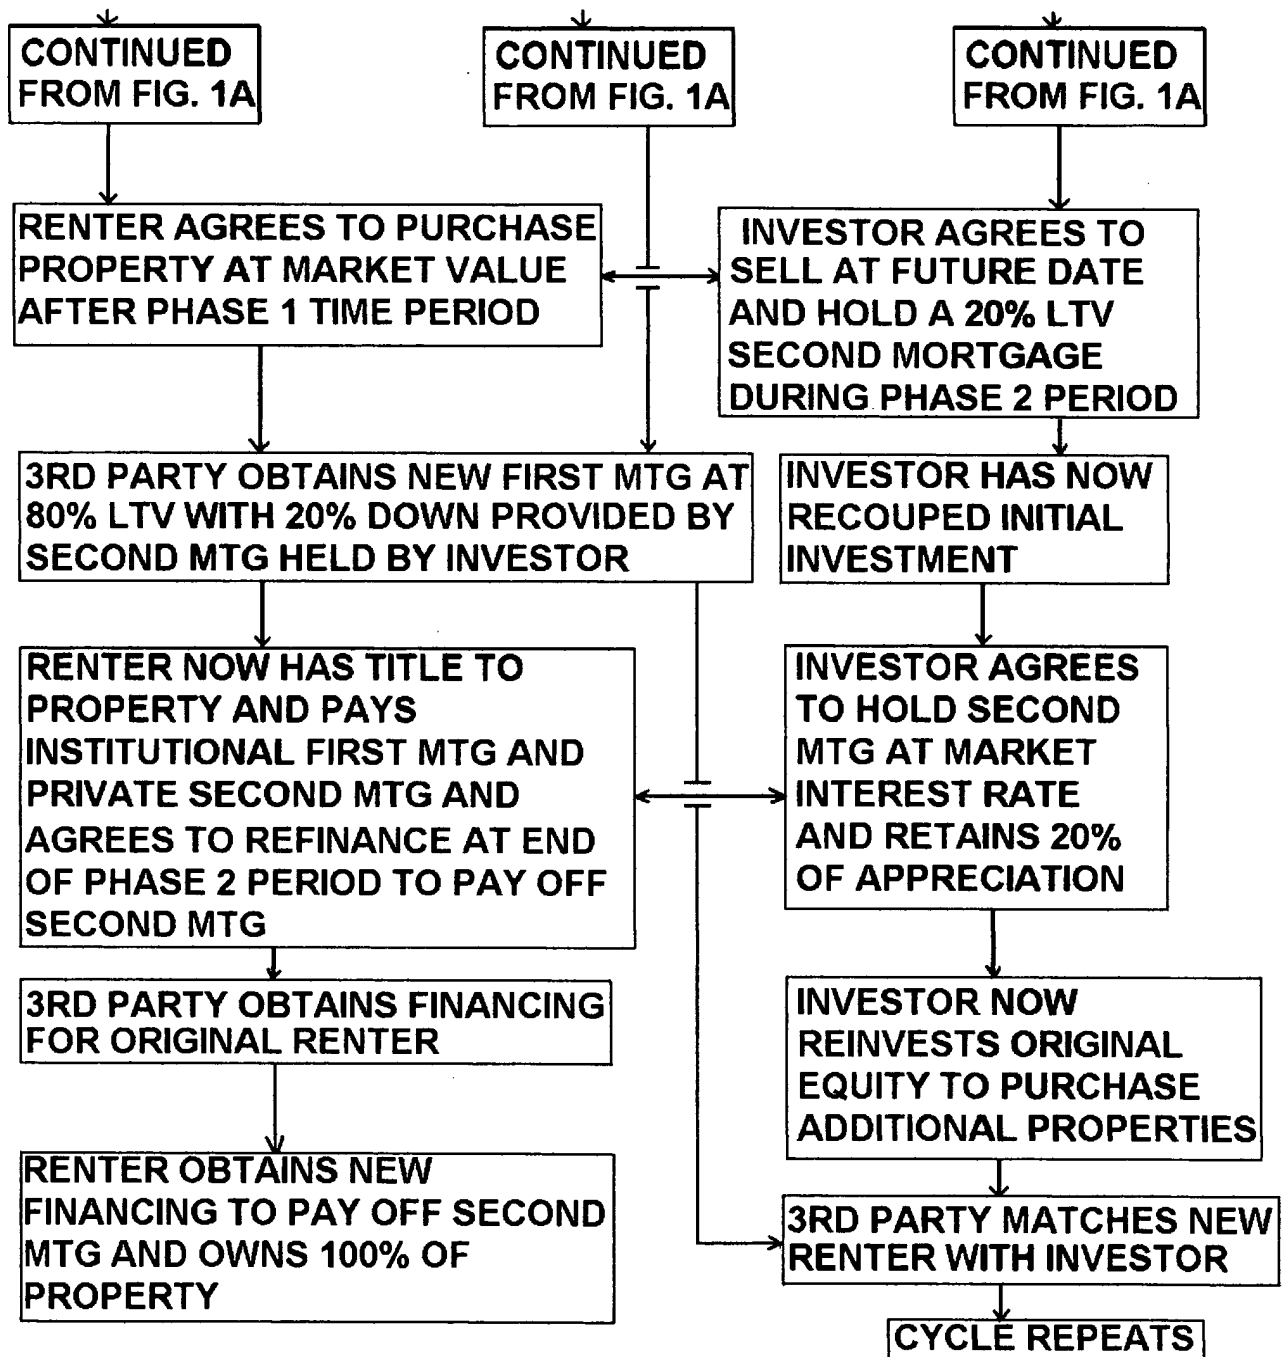 CONTINUED
FROM FIG. 1A
CONTINUED
FROM FIG. 1A
CONTINUED
FROM FIG. 1A
RENTER AGREES TO PURCHASE
PROPERTY AT MARKET VALUE
AFTER PHASE 1 TIME PERIOD
INVESTOR AGREES TO
SELL AT FUTURE DATE
AND HOLD A 20% LTV
SECOND MORTGAGE
DURING PHASE 2 PERIOD
3RD PARTY OBTAINS NEW FIRST MTG AT
80% LTV WITH 20% DOWN PROVIDED BY
SECOND MTG HELD BY INVESTOR
INVESTOR HAS NOW
RECOUPED INITIAL
INVESTMENT
RENTER NOW HAS TITLE TO
PROPERTY AND PAYS
INSTITUTIONAL FIRST MTG AND
PRIVATE SECOND MTG AND
AGREES TO REFINANCE AT END
OF PHASE 2 PERIOD TO PAY OFF
SECOND MTG
INVESTOR AGREES
TO HOLD SECOND
MTG AT MARKET
INTEREST RATE
AND RETAINS 20%
OF APPRECIATION
3RD PARTY OBTAINS FINANCING
FOR ORIGINAL RENTER
INVESTOR NOW
REINVESTS ORIGINAL
EQUITY TO PURCHASE
ADDITIONAL PROPERTIES
RENTER OBTAINS NEW
FINANCING TO PAY OFF SECOND
MTG AND OWNS 100% OF
PROPERTY
3RD PARTY MATCHES NEW
RENTER WITH INVESTOR
CYCLE REPEATS